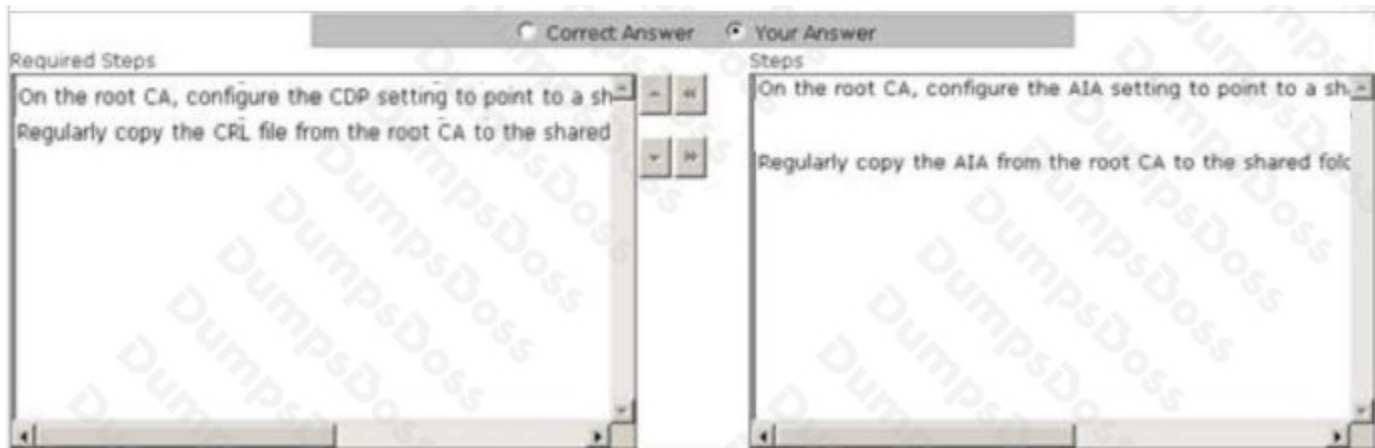 Correct Answer Your Answer
Required Steps
On the root CA, configure the CDP setting to point to a sh
Regularly copy the CRL file from the root CA to the shared
Steps
On the root CA, configure the AIA setting to point to a sh
Regularly copy the AIA from the root CA to the shared fold
DumpsDoss